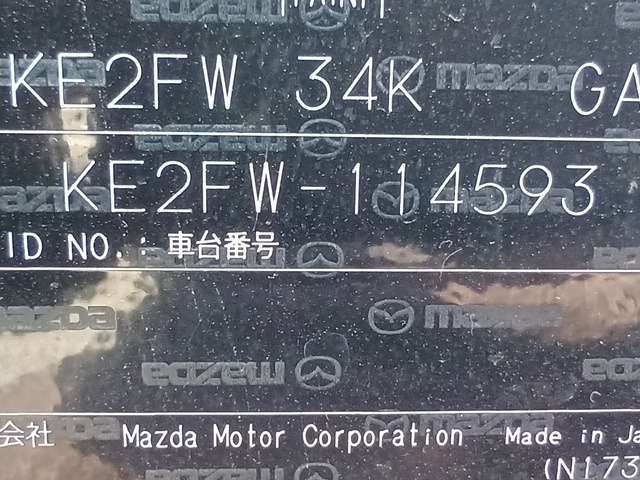 KE2FW 34K GA
KE2FW-114593
ID NO.: 車台番号
会社 Mazda Motor Corporation Made in Ja
(N173